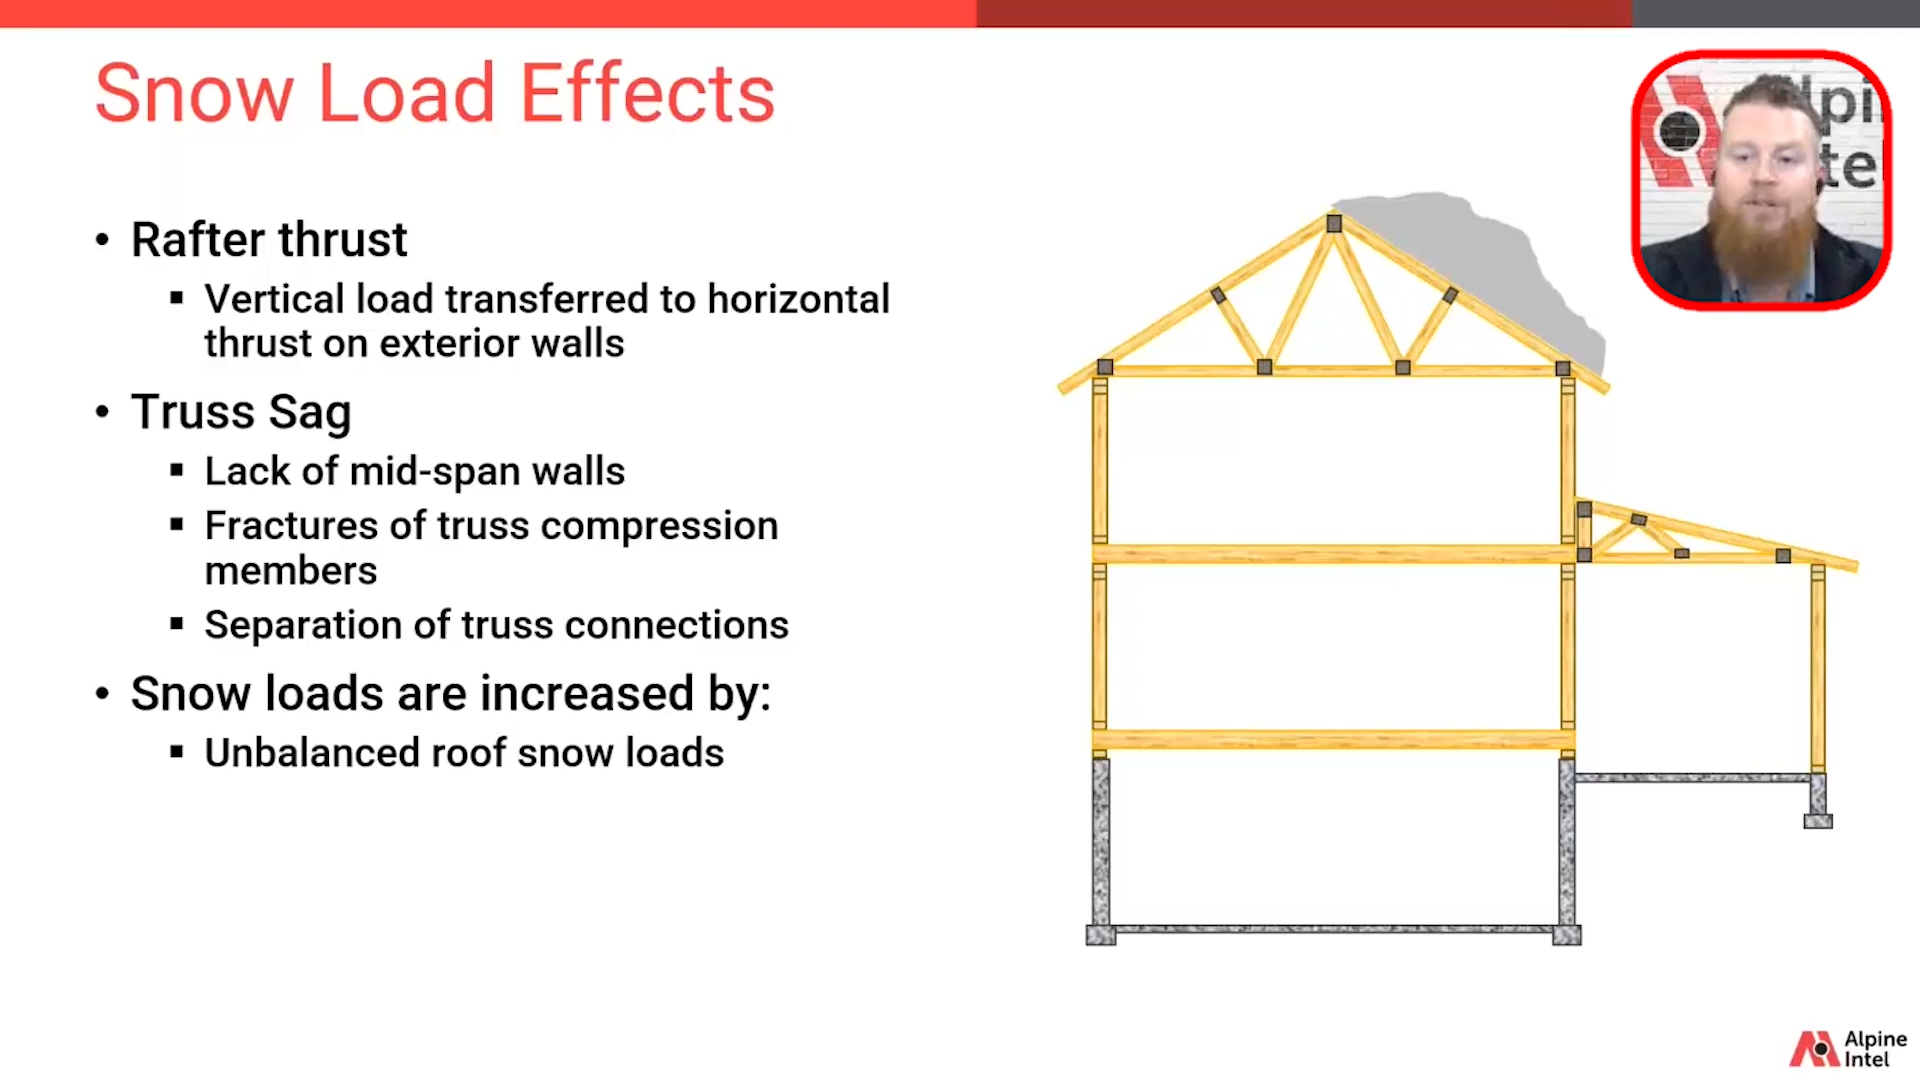 Snow Load Effects
• Rafter thrust
▪ Vertical load transferred to horizontal
thrust on exterior walls
• Truss Sag
▪ Lack of mid-span walls
▪ Fractures of truss compression
members
▪ Separation of truss connections
• Snow loads are increased by:
▪ Unbalanced roof snow loads
lpi
te
Alpine
Intel